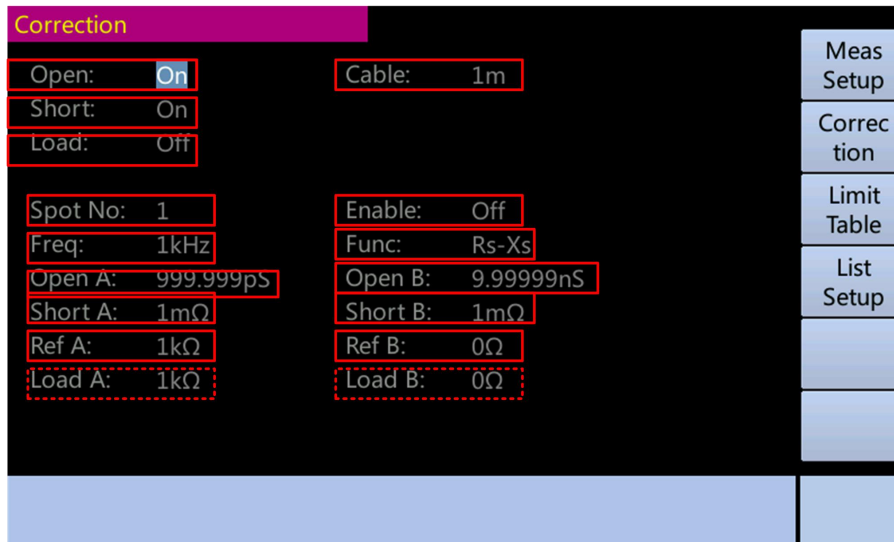 Correction
Open: On Cable: 1m
Short: On
Load: Off
Spot No: 1 Enable: Off
Freq: 1kHz Func: Rs-Xs
Open A: 999.999pS Open B: 9.99999nS
Short A: 1mΩ Short B: 1mΩ
Ref A: 1kΩ Ref B: 0Ω
Load A: 1kΩ Load B: 0Ω
Meas
Setup
Correc
tion
Limit
Table
List
Setup